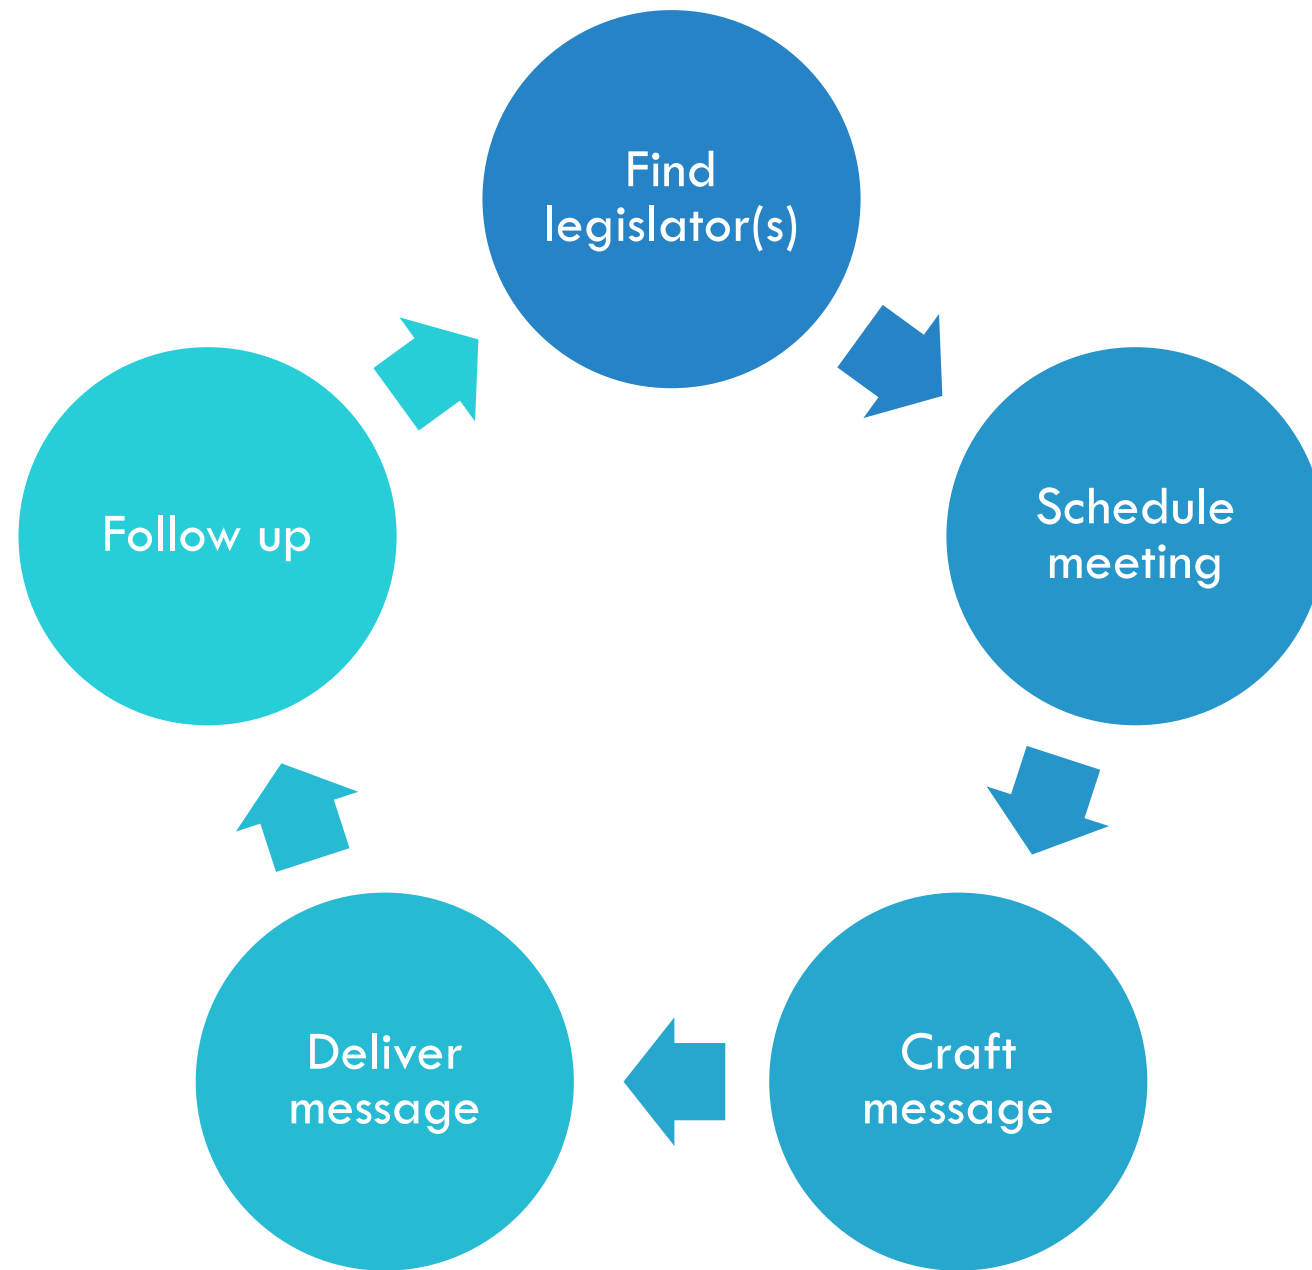 Find
legislator(s)
Schedule
meeting
Craft
message
Deliver
message
Follow up